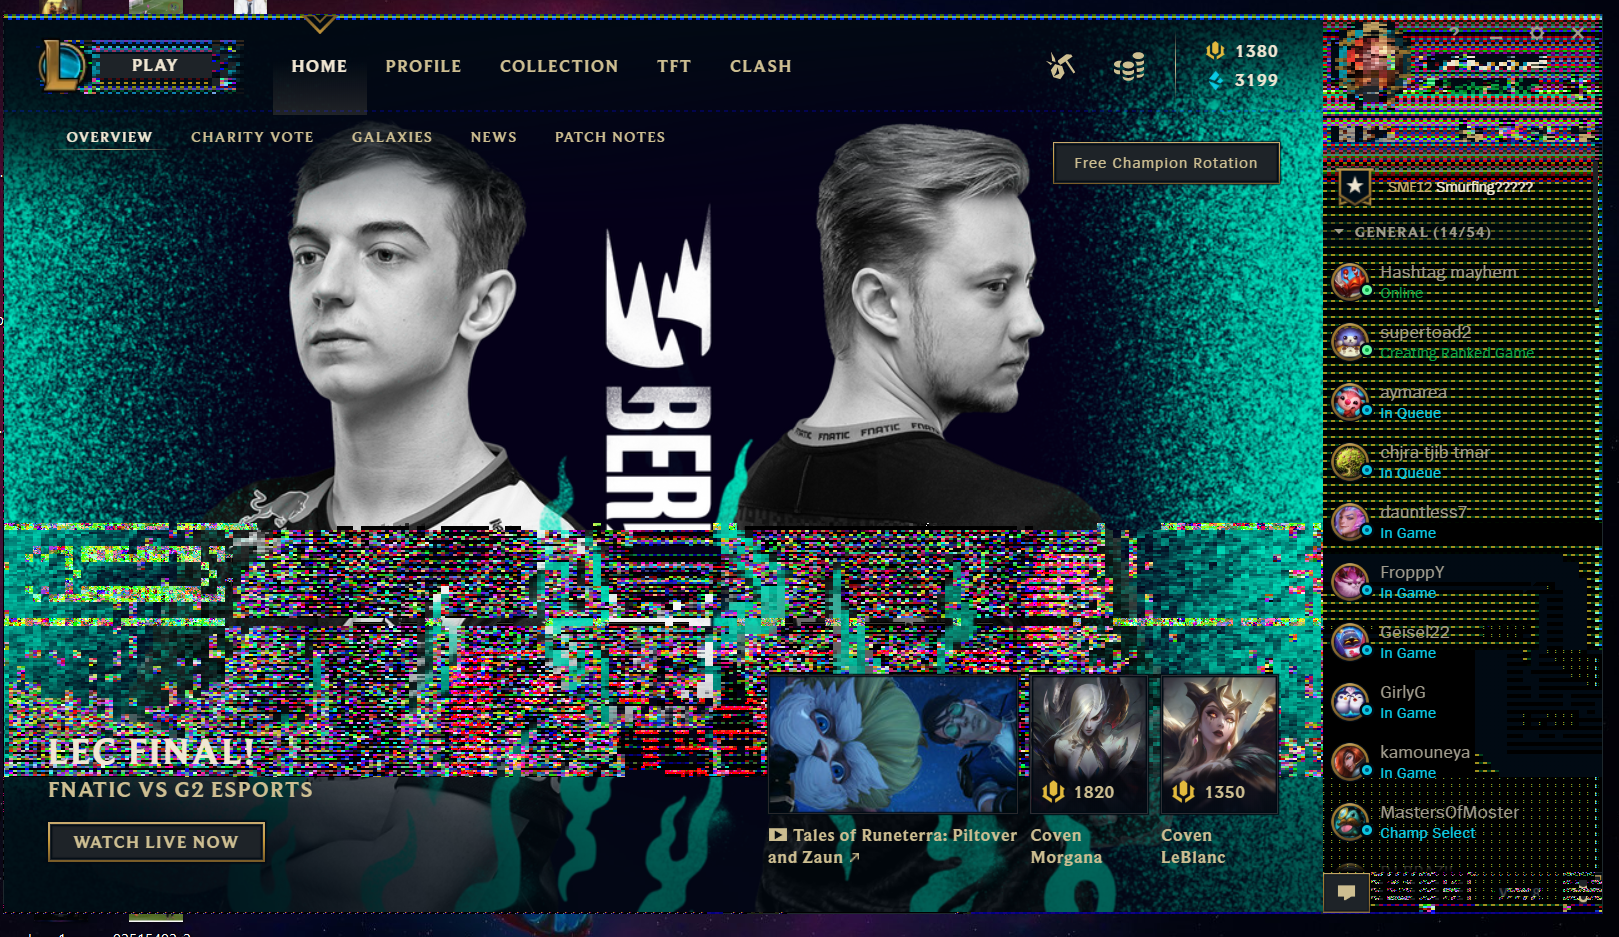 PLAY
HOME
PROFILE
COLLECTION
TFT
CLASH
1380
3199
OVERVIEW
CHARITY VOTE
GALAXIES
NEWS
PATCH NOTES
Free Champion Rotation
BER
FNATIC FNATIC
LEC FINAL!
FNATIC VS G2 ESPORTS
WATCH LIVE NOW
Tales of Runeterra: Piltover
and Zaun
1820
Coven
Morgana
1350
Coven
LeBlanc
?
Smurfing?????
GENERAL (14/54)
Hashtag mayhem
Online
supertoad2
Creating Ranked Game
aymarea
In Queue
chjra tjib tmar
In Queue
dauntless7
In Game
FropppY
In Game
Geisel22
In Game
GirlyG
In Game
kamouneya
In Game
MastersOfMoster
Champ Select